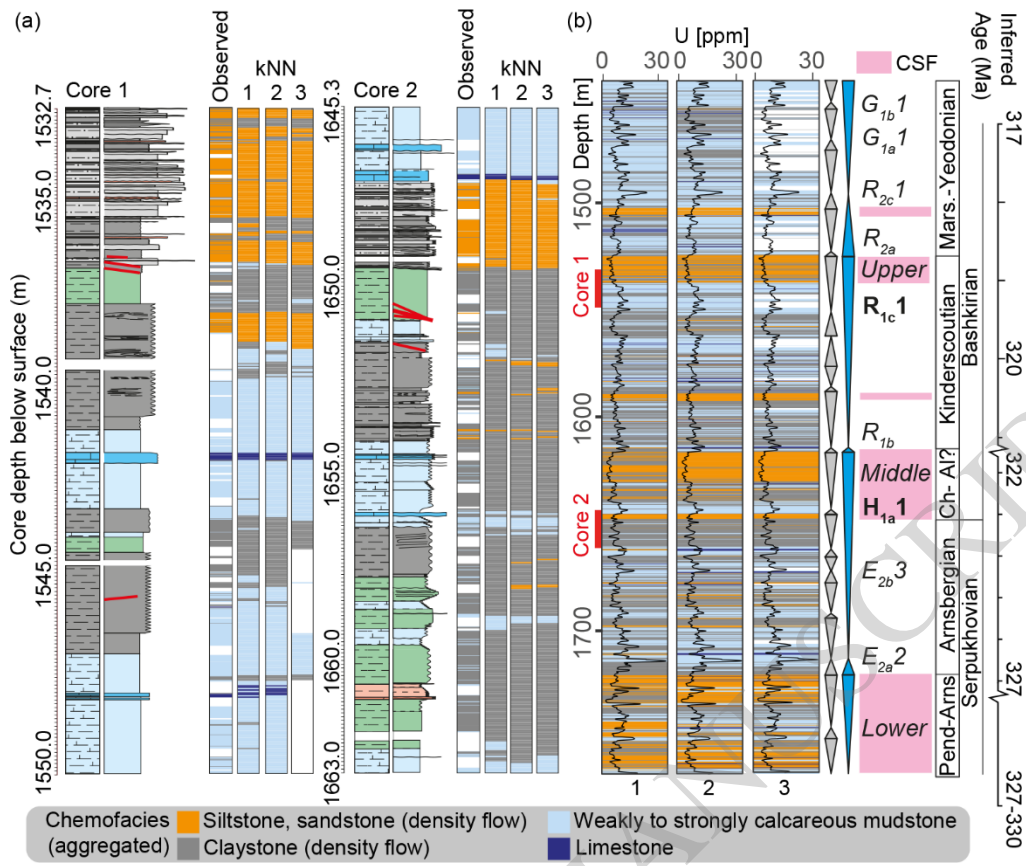 (a)
Core depth below surface (m)
Core 1
1532.7
1535.0
1540.0
1545.0
1550.0
Observed
kNN
1 2 3
Core 2
1645.3
1650.0
1655.0
1660.0
1663.0
Observed
kNN
1 2 3
(b)
U [ppm]
0 30 0 30 0 30
Depth [m]
1500
1600
1700
Core 1
Core 2
1 2 3
CSF
G1b1
G1a1
R2c1
R2a
Upper
R1c1
R1b
Middle
H1a1
E2b3
E2a2
Lower
Mars.-Yeodonian
Kinderscoutian
Ch- Al?
Arnsbergian
Pend-Arns
Bashkirian
Serpukhovian
Inferred
Age (Ma)
317
320
322
327
327-330
Chemofacies
(aggregated)
Siltstone, sandstone (density flow)
Claystone (density flow)
Weakly to strongly calcareous mudstone
Limestone
ANUSCRI